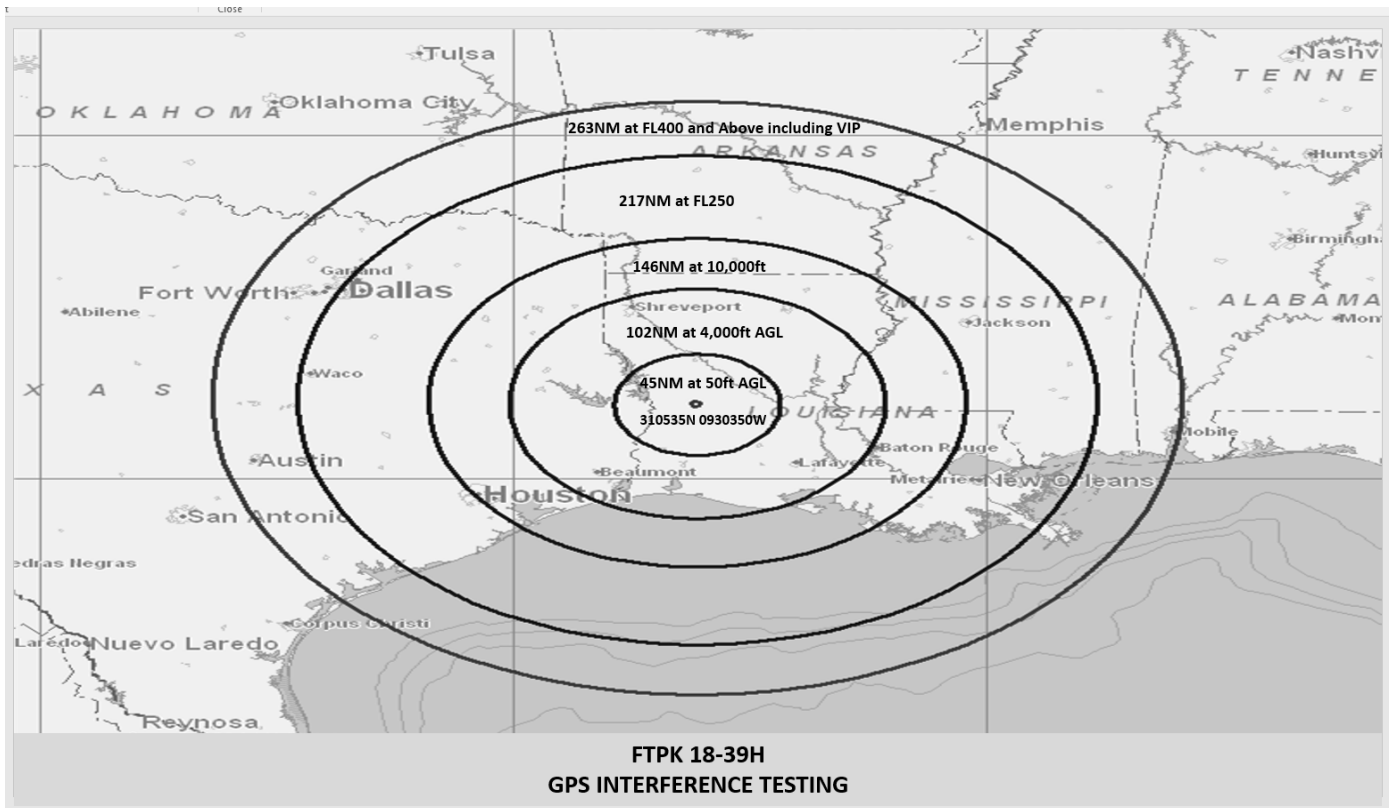 Close
Tulsa
Nashv
TENNE
OKLAHOMA
Oklahoma City
Memphis
263NM at FL400 and Above including VIP
ARKANSAS
Huntsvi
217NM at FL250
Birmingh
146NM at 10,000ft
Garland
Fort Worth
Dallas
Abilene
Shreveport
MISSISSIPPI
ALABAMA
Jackson
Mon
102NM at 4,000ft AGL
Waco
45NM at 50ft AGL
X A S
LOUISIANA
310535N 0930350W
Mobile
Baton Rouge
Austin
Lafayette
Beaumont
Metairie
New Orleans
Houston
San Antonio
edras Negras
Corpus Christi
Laredo
Nuevo Laredo
Reynosa
FTPK 18-39H
GPS INTERFERENCE TESTING